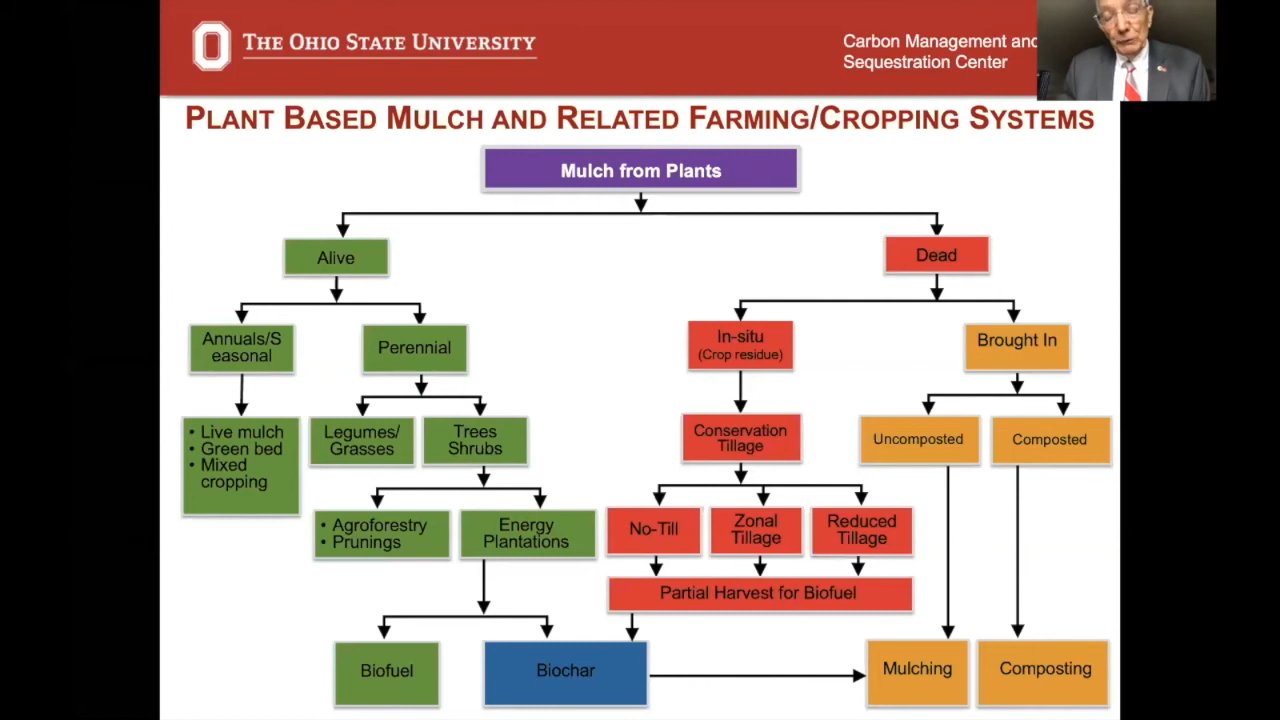 THE OHIO STATE UNIVERSITY
Carbon Management and
Sequestration Center
PLANT BASED MULCH AND RELATED FARMING/CROPPING SYSTEMS
Mulch from Plants
Alive
Dead
Annuals/S
easonal
Perennial
In-situ
(Crop residue)
Brought In
• Live mulch
• Green bed
• Mixed
cropping
Legumes/
Grasses
Trees
Shrubs
Conservation
Tillage
Uncomposted
Composted
• Agroforestry
• Prunings
Energy
Plantations
No-Till
Zonal
Tillage
Reduced
Tillage
Partial Harvest for Biofuel
Biofuel
Biochar
Mulching
Composting